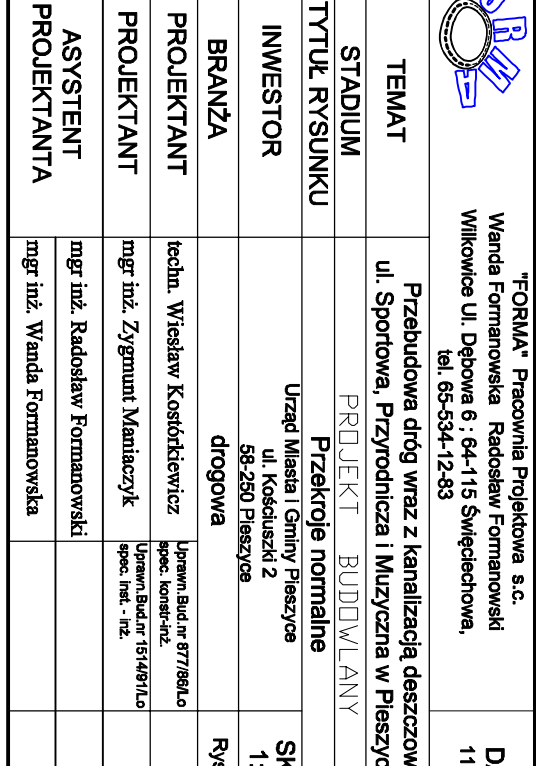 "FORMA" Pracownia Projektowa s.c.
Wanda Formanowska Radosław Formanowski
Wilkowice Ul. Dębowa 6 ; 64-115 Święciechowa,
tel. 65-534-12-83
TEMAT
Przebudowa dróg wraz z kanalizacją deszczow
ul. Sportowa, Przyrodnicza i Muzyczna w Pieszyc
STADIUM
PROJEKT BUDOWLANY
TYTUŁ RYSUNKU
Przekroje normalne
INWESTOR
Urząd Miasta i Gminy Pieszyce
ul. Kościuszki 2
58-250 Pieszyce
SK
1:
BRANŻA
drogowa
Rys
PROJEKTANT
techn. Wiesław Kostórkiewicz
Uprawn.Bud.nr 877/86/Lo
spec. konstr-inż.
PROJEKTANT
mgr inż. Zygmunt Maniaczyk
Uprawn.Bud.nr 1514/91/Lo
spec. inst. - inż.
ASYSTENT
PROJEKTANTA
mgr inż. Radosław Formanowski
mgr inż. Wanda Formanowska